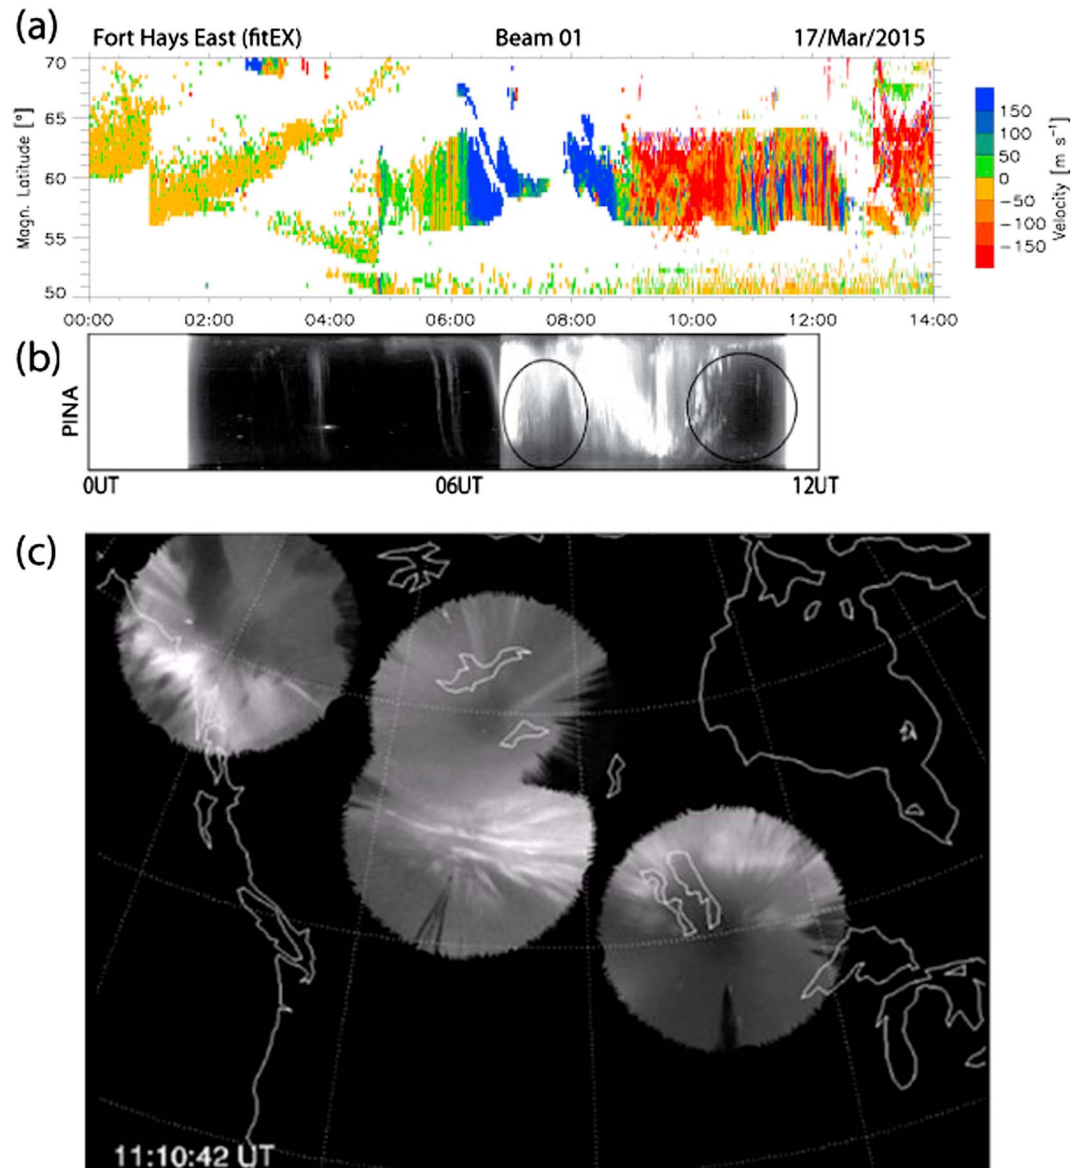 (a)
Fort Hays East (fitEX) Beam 01 17/Mar/2015
Magn. Latitude [°]
70
65
60
55
50
00:00 02:00 04:00 06:00 08:00 10:00 12:00 14:00
150
100
50
0
−50
−100
−150
Velocity [m s⁻¹]
(b)
PINA
0UT 06UT 12UT
(c)
11:10:42 UT